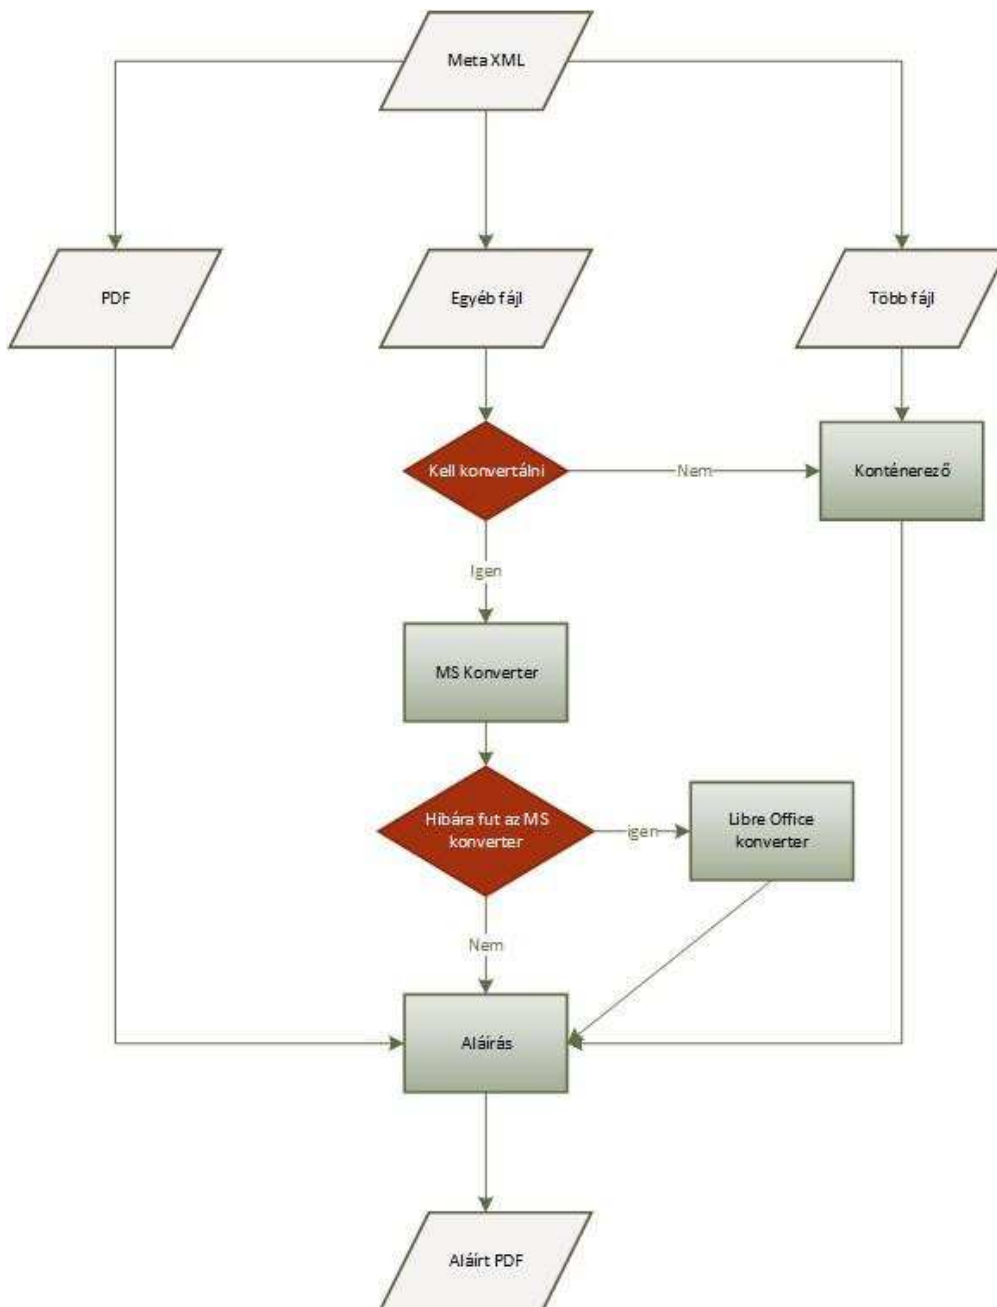 Meta XML
PDF
Egyéb fájl
Több fájl
Kell konvertálni
Nem
Konténerező
Igen
MS Konverter
Hibára fut az MS
konverter
igen
Libre Office
konverter
Nem
Aláírás
Aláírt PDF